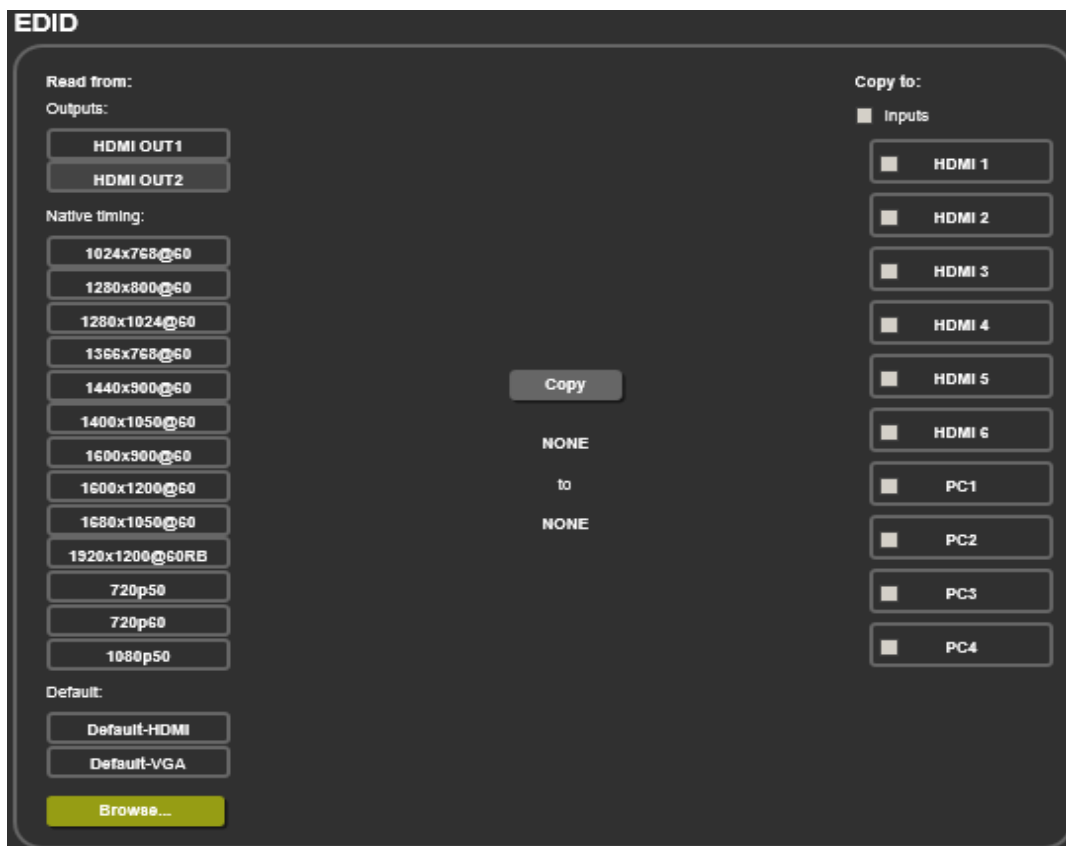 EDID
Read from:
Outputs:
HDMI OUT1
HDMI OUT2
Native timing:
1024x768@60
1280x800@60
1280x1024@60
1366x768@60
1440x900@60
1400x1050@60
1600x900@60
1600x1200@60
1680x1050@60
1920x1200@60RB
720p50
720p60
1080p50
Default:
Default-HDMI
Default-VGA
Browse...
Copy
NONE
to
NONE
Copy to:
Inputs
HDMI 1
HDMI 2
HDMI 3
HDMI 4
HDMI 5
HDMI 6
PC1
PC2
PC3
PC4